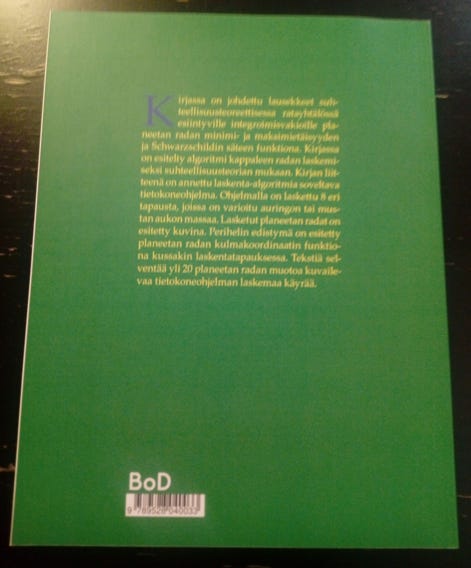 Kirjassa on johdettu lausekkeet suh-
teellisuusteoreettisessa ratayhtälössä
esiintyville integroimisvakioille pla-
neetan radan minimi- ja maksimietäisyyden
ja Schwarzschildin säteen funktiona. Kirjassa
on esitelty algoritmi kappaleen radan laskemi-
seksi suhteellisuusteorian mukaan. Kirjan liit-
teenä on annettu laskenta-algoritmia soveltava
tietokoneohjelma. Ohjelmalla on laskettu 8 eri
tapausta, joissa on varioitu auringon tai mus-
tan aukon massaa. Lasketut planeetan radat on
esitetty kuvina. Perihelin edistymä on esitetty
planeetan radan kulmakoordinaatin funktio-
na kussakin laskentatapauksessa. Tekstiä sel-
ventää yli 20 planeetan radan muotoa kuvaile-
vaa tietokoneohjelman laskemaa käyrää.
BoD
9 789528 040033